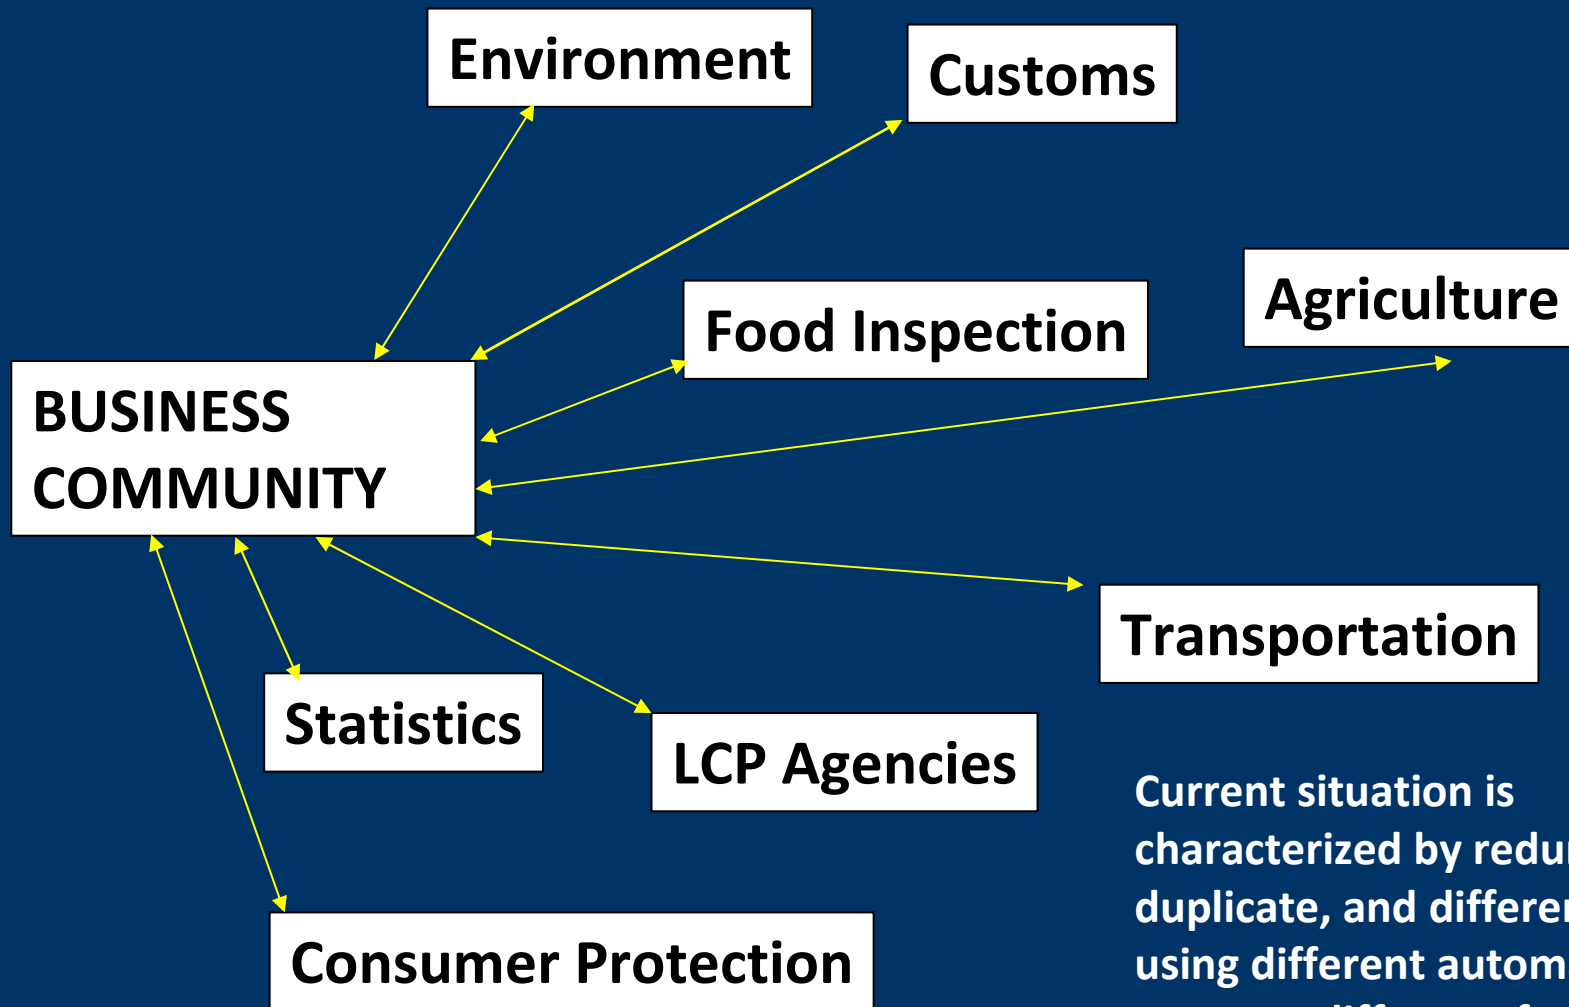 Environment
Customs
Agriculture
Food Inspection
BUSINESS
COMMUNITY
Transportation
Statistics
LCP Agencies
Current situation is
characterized by
duplicate, and
using different
Consumer Protection